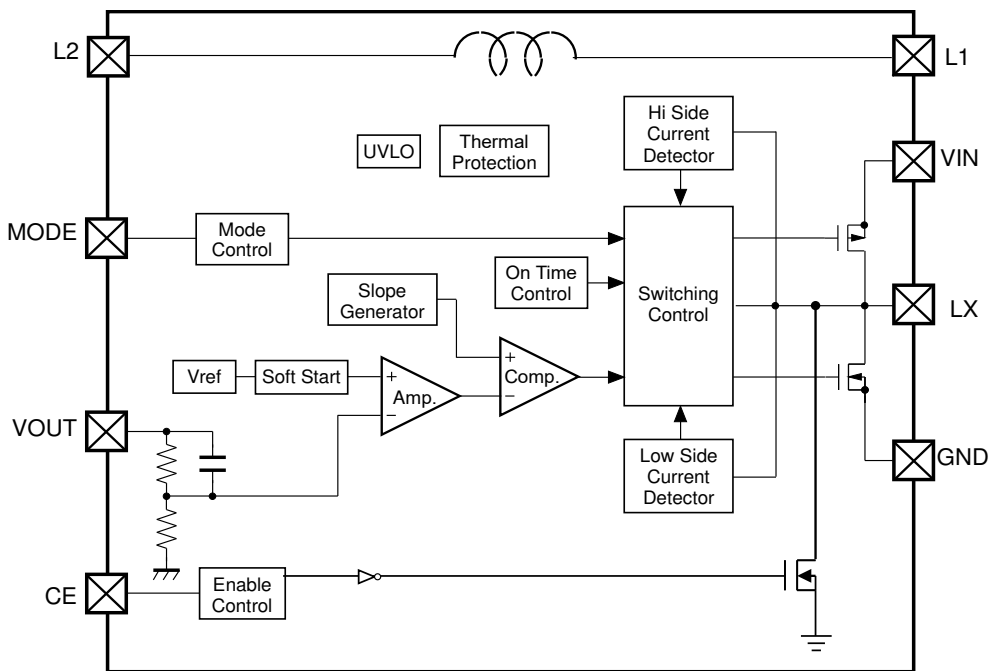 L2
L1
UVLO
Thermal
Protection
Hi Side
Current
Detector
VIN
MODE
Mode
Control
On Time
Control
Switching
Control
LX
Slope
Generator
Vref
Soft Start
+
−
Amp.
+
−
Comp.
VOUT
Low Side
Current
Detector
GND
CE
Enable
Control